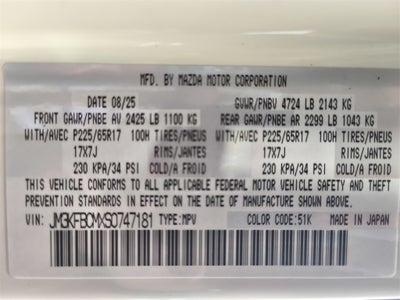 MFD. BY MAZDA MOTOR CORPORATION
DATE 08/25 GVWR/PNBV 4724 LB 2143 KG
FRONT GAWR/PNBE AV 2425 LB 1100 KG REAR GAWR/PNBE AR 2299 LB 1043 KG
WITH/AVEC P225/65R17 100H TIRES/PNEUS WITH/AVEC P225/65R17 100H TIRES/PNEUS
17X7J RIMS/JANTES 17X7J RIMS/JANTES
230 KPA/34 PSI COLD/A FROID 230 KPA/34 PSI COLD/A FROID
THIS VEHICLE CONFORMS TO ALL APPLICABLE FEDERAL MOTOR VEHICLE SAFETY AND THEFT
PREVENTION STANDARDS IN EFFECT ON THE DATE OF MANUFACTURE SHOWN ABOVE.
VIN: JM3KFBCMXS0747181 TYPE:MPV COLOR CODE:51K MADE IN JAPAN